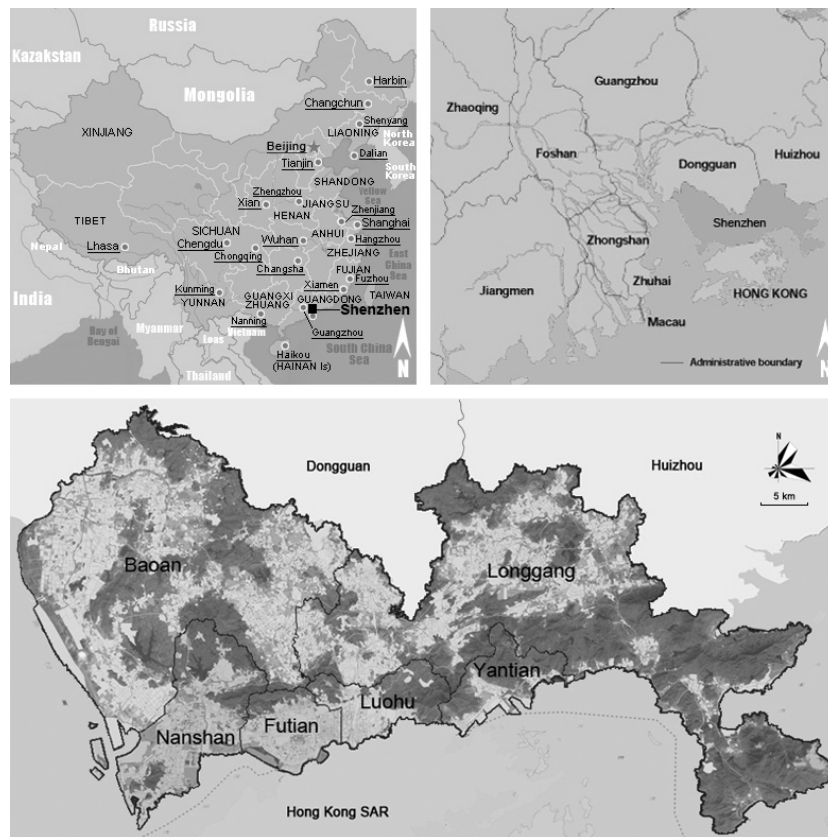 Russia
Kazakstan
Mongolia
Harbin
Changchun
Shenyang
XINJIANG
LIAONING
North
Korea
Beijing
Dalian
Tianjin
South
Korea
SHANDONG
Yellow
Sea
Zhengzhou
Xian
JIANGSU
HENAN
Zhenjiang
TIBET
SICHUAN
Shanghai
ANHUI
Lhasa
Chengdu
Wuhan
Hangzhou
Nepal
Chongqing
ZHEJIANG
East
China
Sea
Bhutan
Changsha
FUJIAN
Fuzhou
India
Kunming
Xiamen
YUNNAN
GUANGXI
ZHUANG
GUANGDONG
TAIWAN
Shenzhen
Nanning
Guangzhou
Bay of
Bengal
Myanmar
Vietnam
Laos
South China
Sea
Haikou
(HAINAN Is)
Thailand
N
Guangzhou
Zhaoqing
Foshan
Dongguan
Huizhou
Shenzhen
Zhongshan
Jiangmen
Zhuhai
HONG KONG
Macau
Administrative boundary
N
Dongguan
Huizhou
N
5 km
Baoan
Longgang
Yantian
Luohu
Futian
Nanshan
Hong Kong SAR